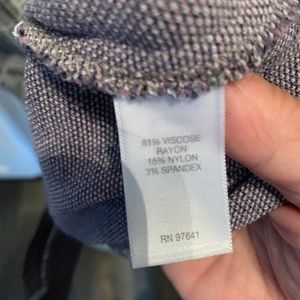 81% VISCOSE
RAYON
16% NYLON
3% SPANDEX
RN 97641